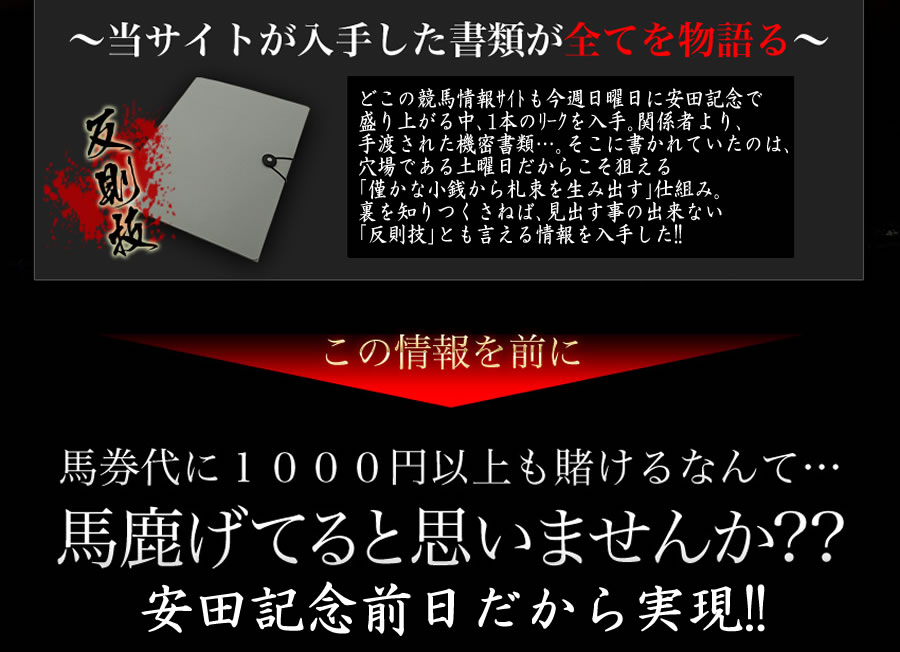 ～当サイトが入手した書類が全てを物語る～
反則技
どこの競馬情報ｻｲﾄも今週日曜日に安田記念で
盛り上がる中、1本のﾘｰｸを入手。関係者より、
手渡された機密書類…。そこに書かれていたのは、
穴場である土曜日だからこそ狙える
「僅かな小銭から札束を生み出す」仕組み。
裏を知りつくさねば、見出す事の出来ない
「反則技」とも言える情報を入手した!!
この情報を前に
馬券代に１０００円以上も賭けるなんて…
馬鹿げてると思いませんか??
安田記念前日だから実現!!